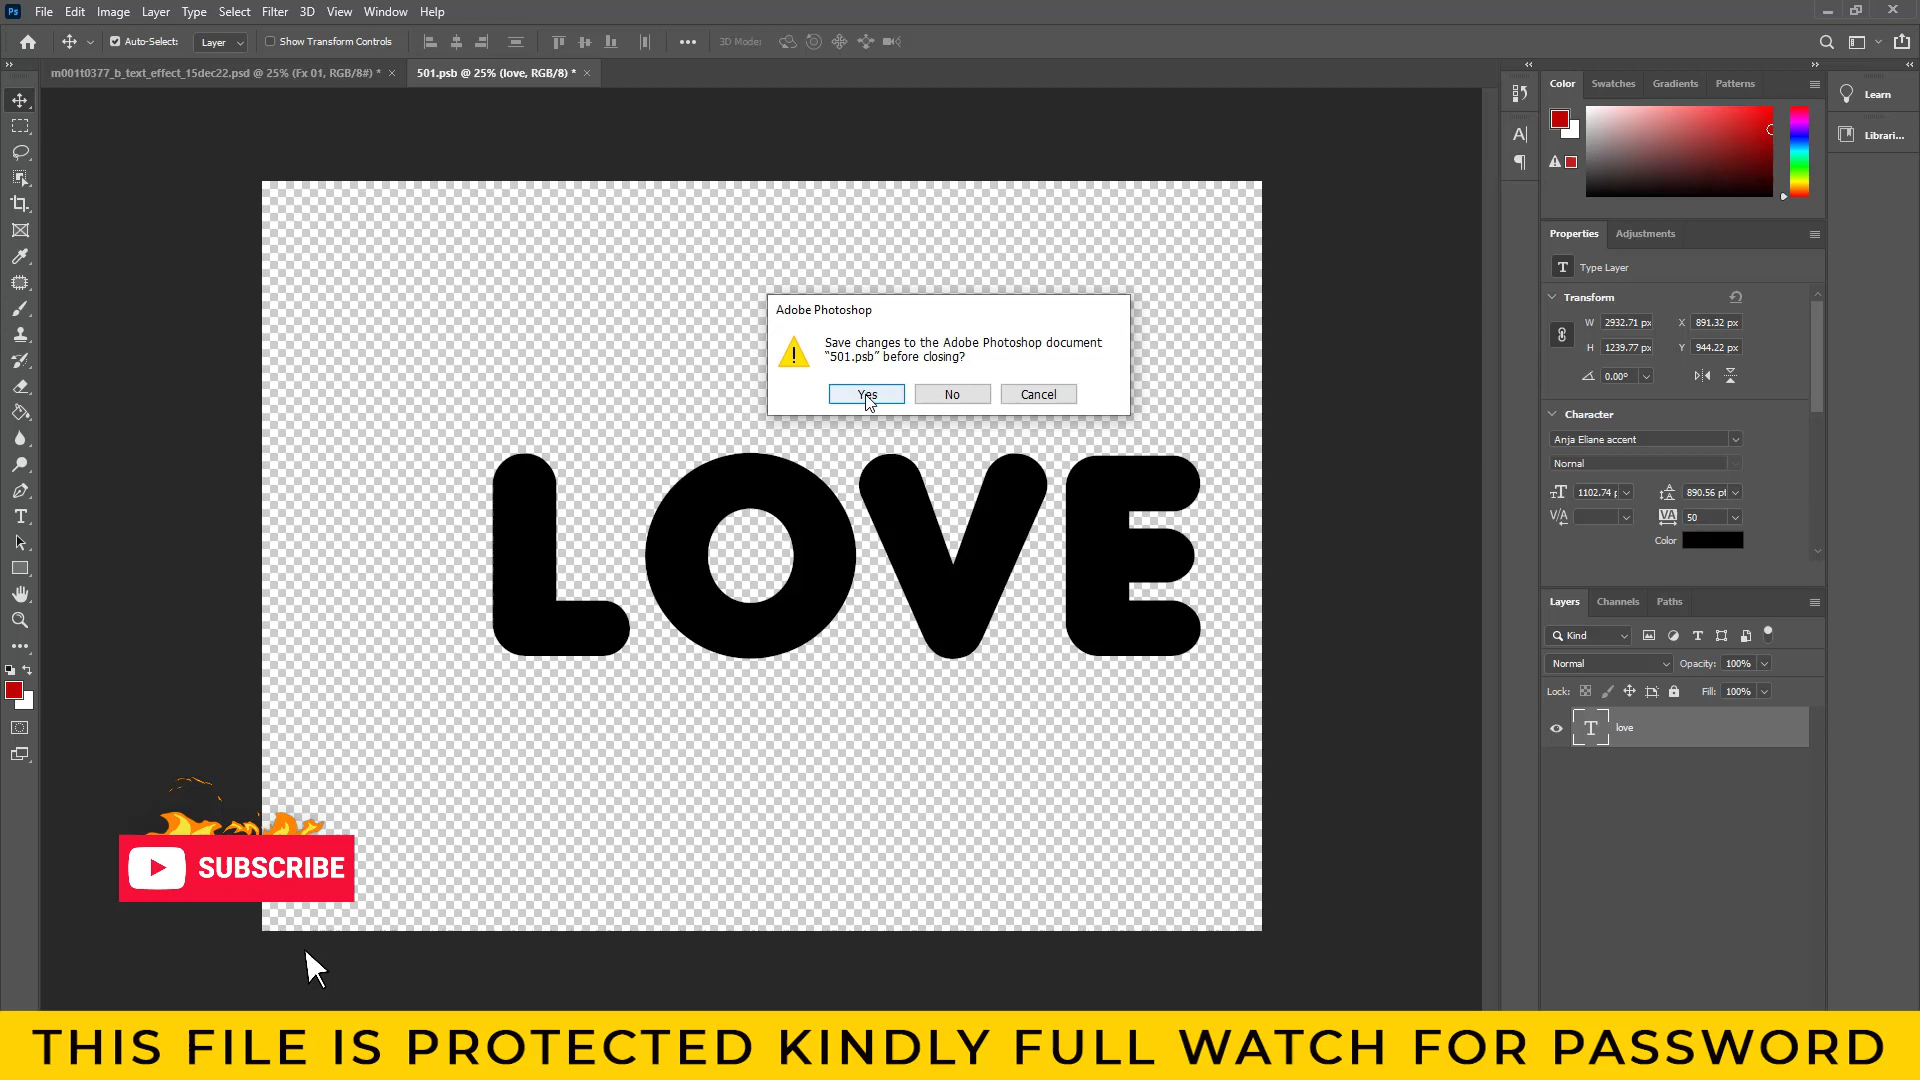 Ps File Edit Image Layer Type Select Filter 3D View Window Help
Auto-Select: Layer Show Transform Controls 3D Mode:
m001t0377_b_text_effect_15dec22.psd @ 25% (Fx 01, RGB/8#) * 501.psb @ 25% (love, RGB/8) *
Color Swatches Gradients Patterns
Learn
Librari...
Properties Adjustments
T Type Layer
Transform
W 2932.71 px X 891.32 px
H 1239.77 px Y 944.22 px
0.00°
Character
Anja Eliane accent
Normal
1102.74 890.56
50
Color
Layers Channels Paths
Kind
Normal Opacity: 100%
Lock: Fill: 100%
T love
Adobe Photoshop
Save changes to the Adobe Photoshop document
“501.psb” before closing?
Yes No Cancel
LOVE
SUBSCRIBE
THIS FILE IS PROTECTED KINDLY FULL WATCH FOR PASSWORD